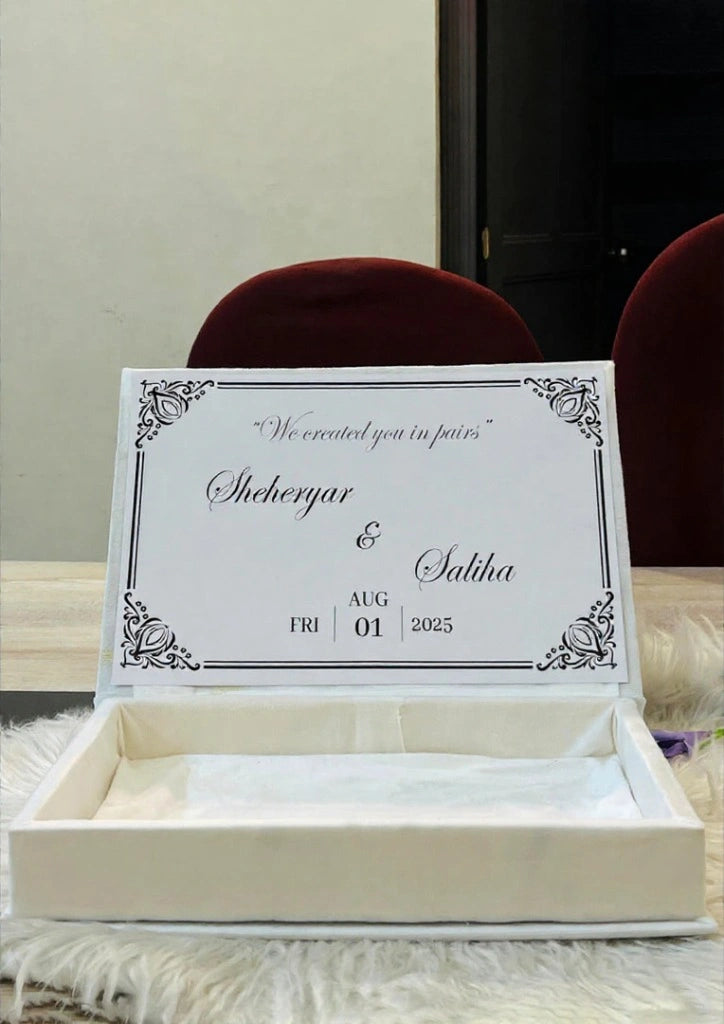 "We created you in pairs"
Sheheryar
&
Saliha
AUG
FRI | 01 | 2025